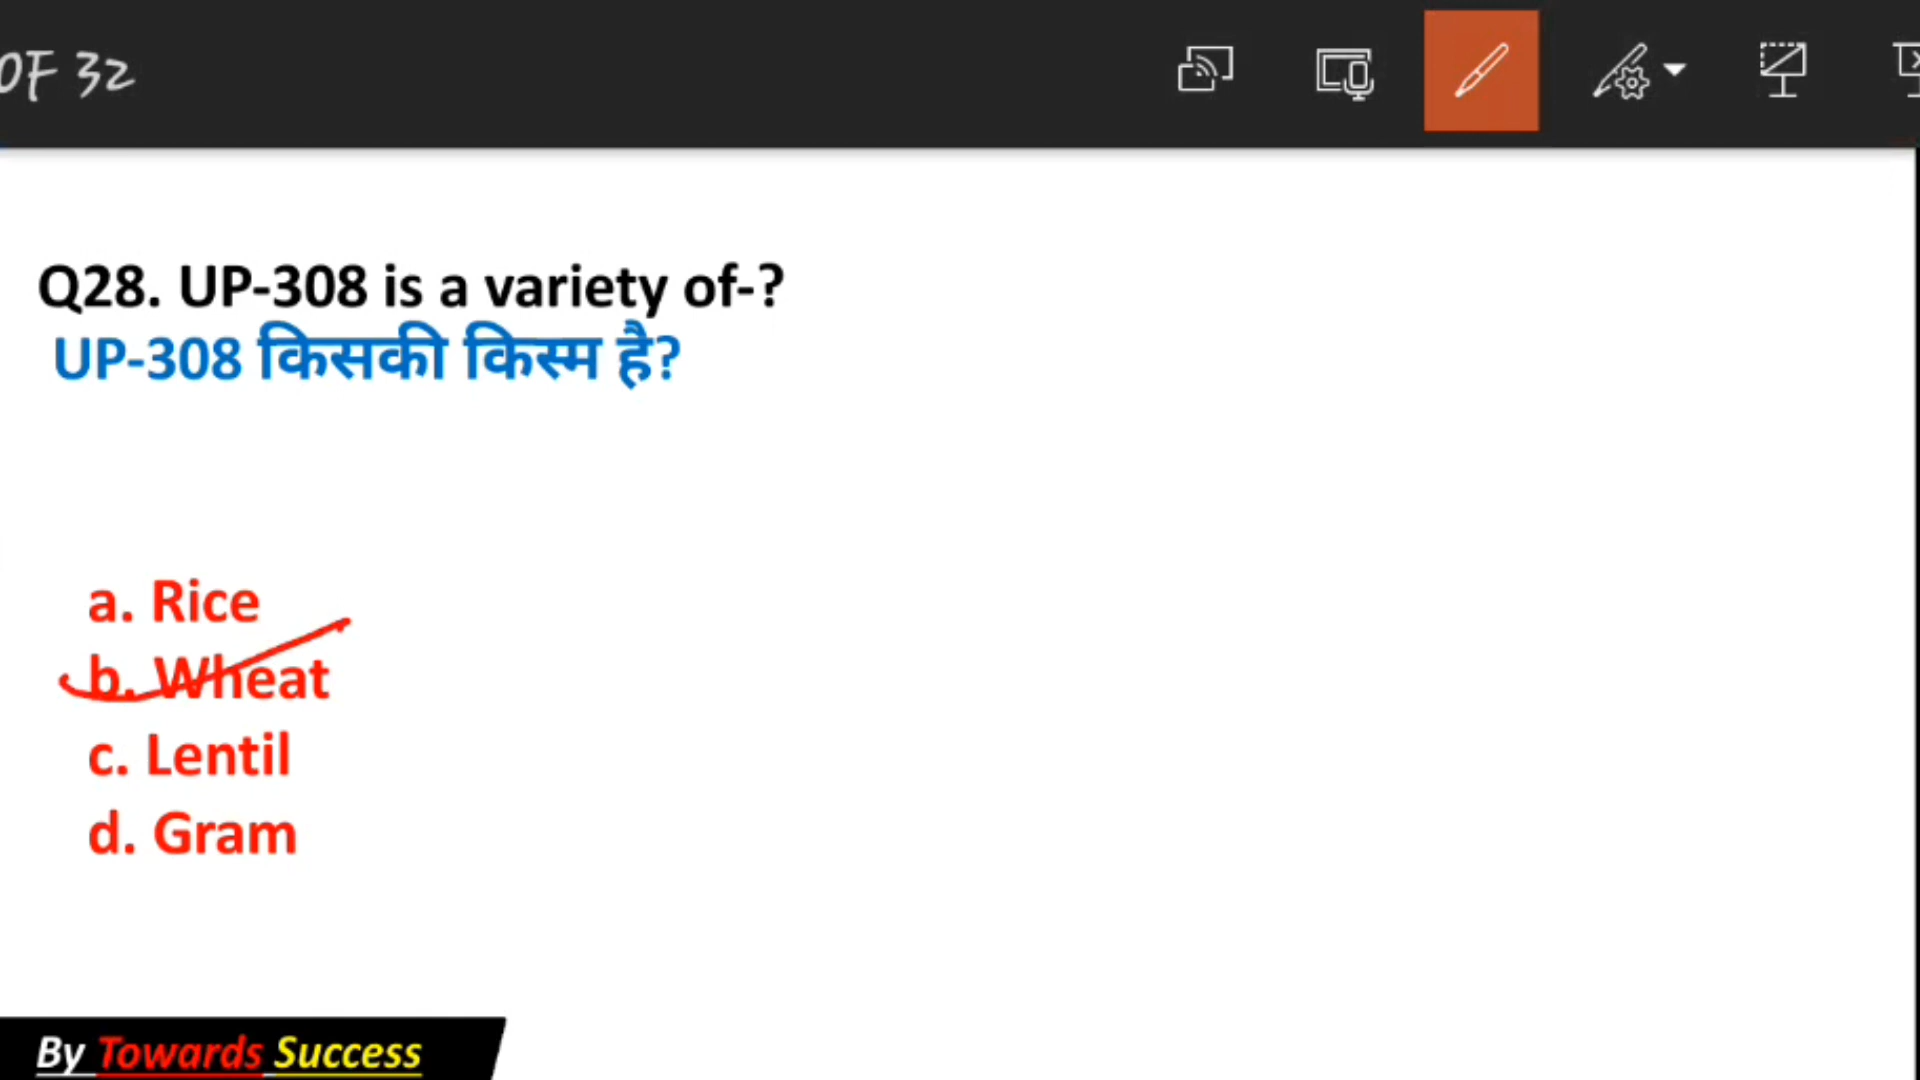 OF 32
Q28. UP-308 is a variety of-?
UP-308 किसकी किस्म है?
a. Rice
b. Wheat
c. Lentil
d. Gram
By Towards Success